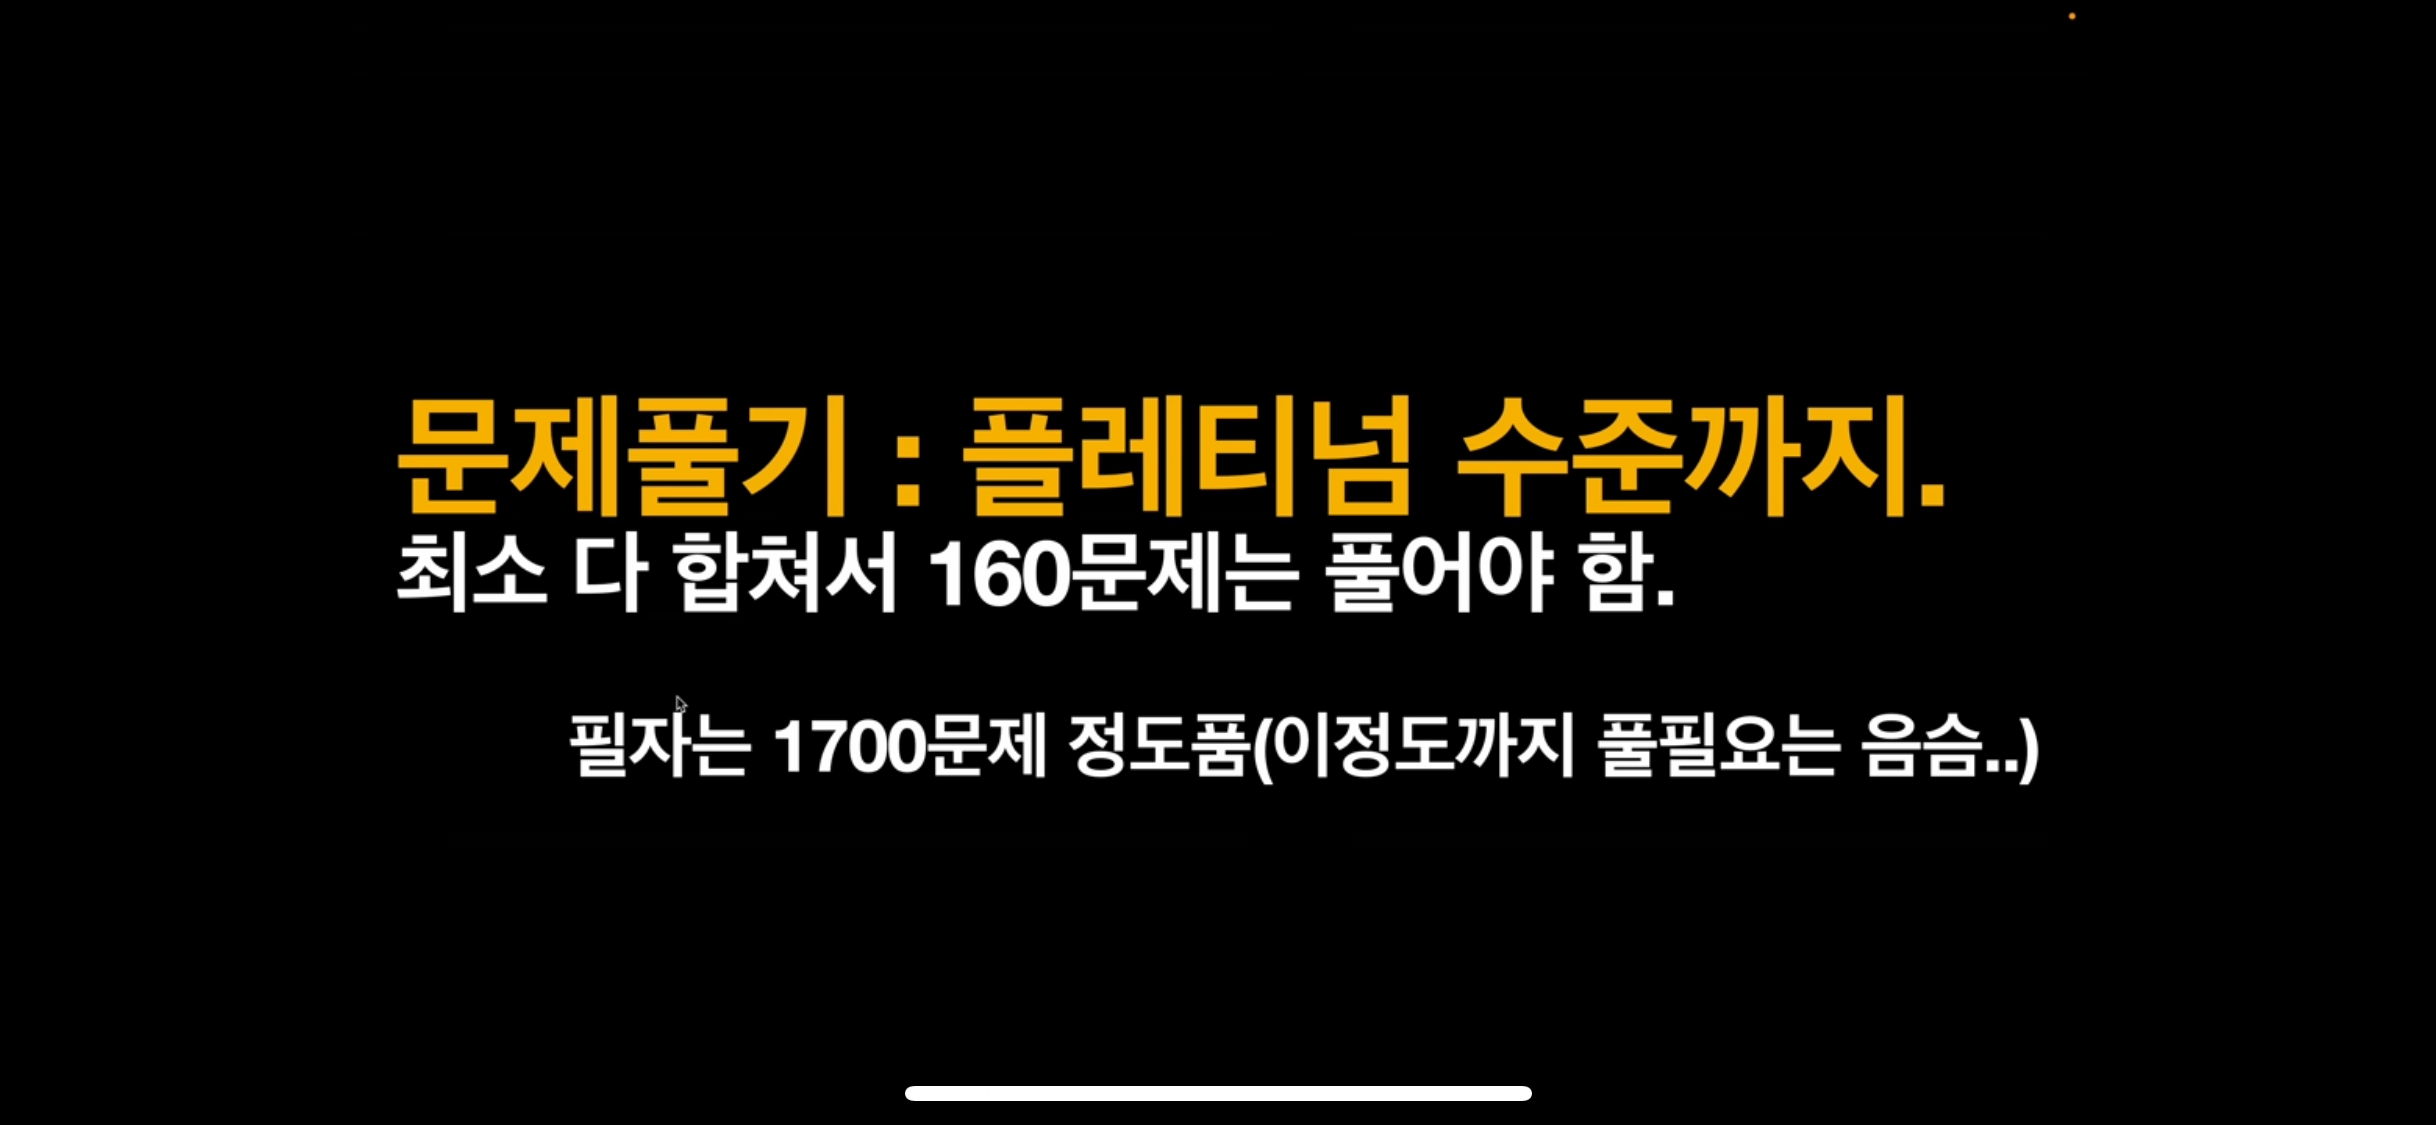 문제풀기 : 플레티넘 수준까지.
최소 다 합쳐서 160문제는 풀어야 함.
필자는 1700문제 정도품(이정도까지 풀필요는 음슴..)